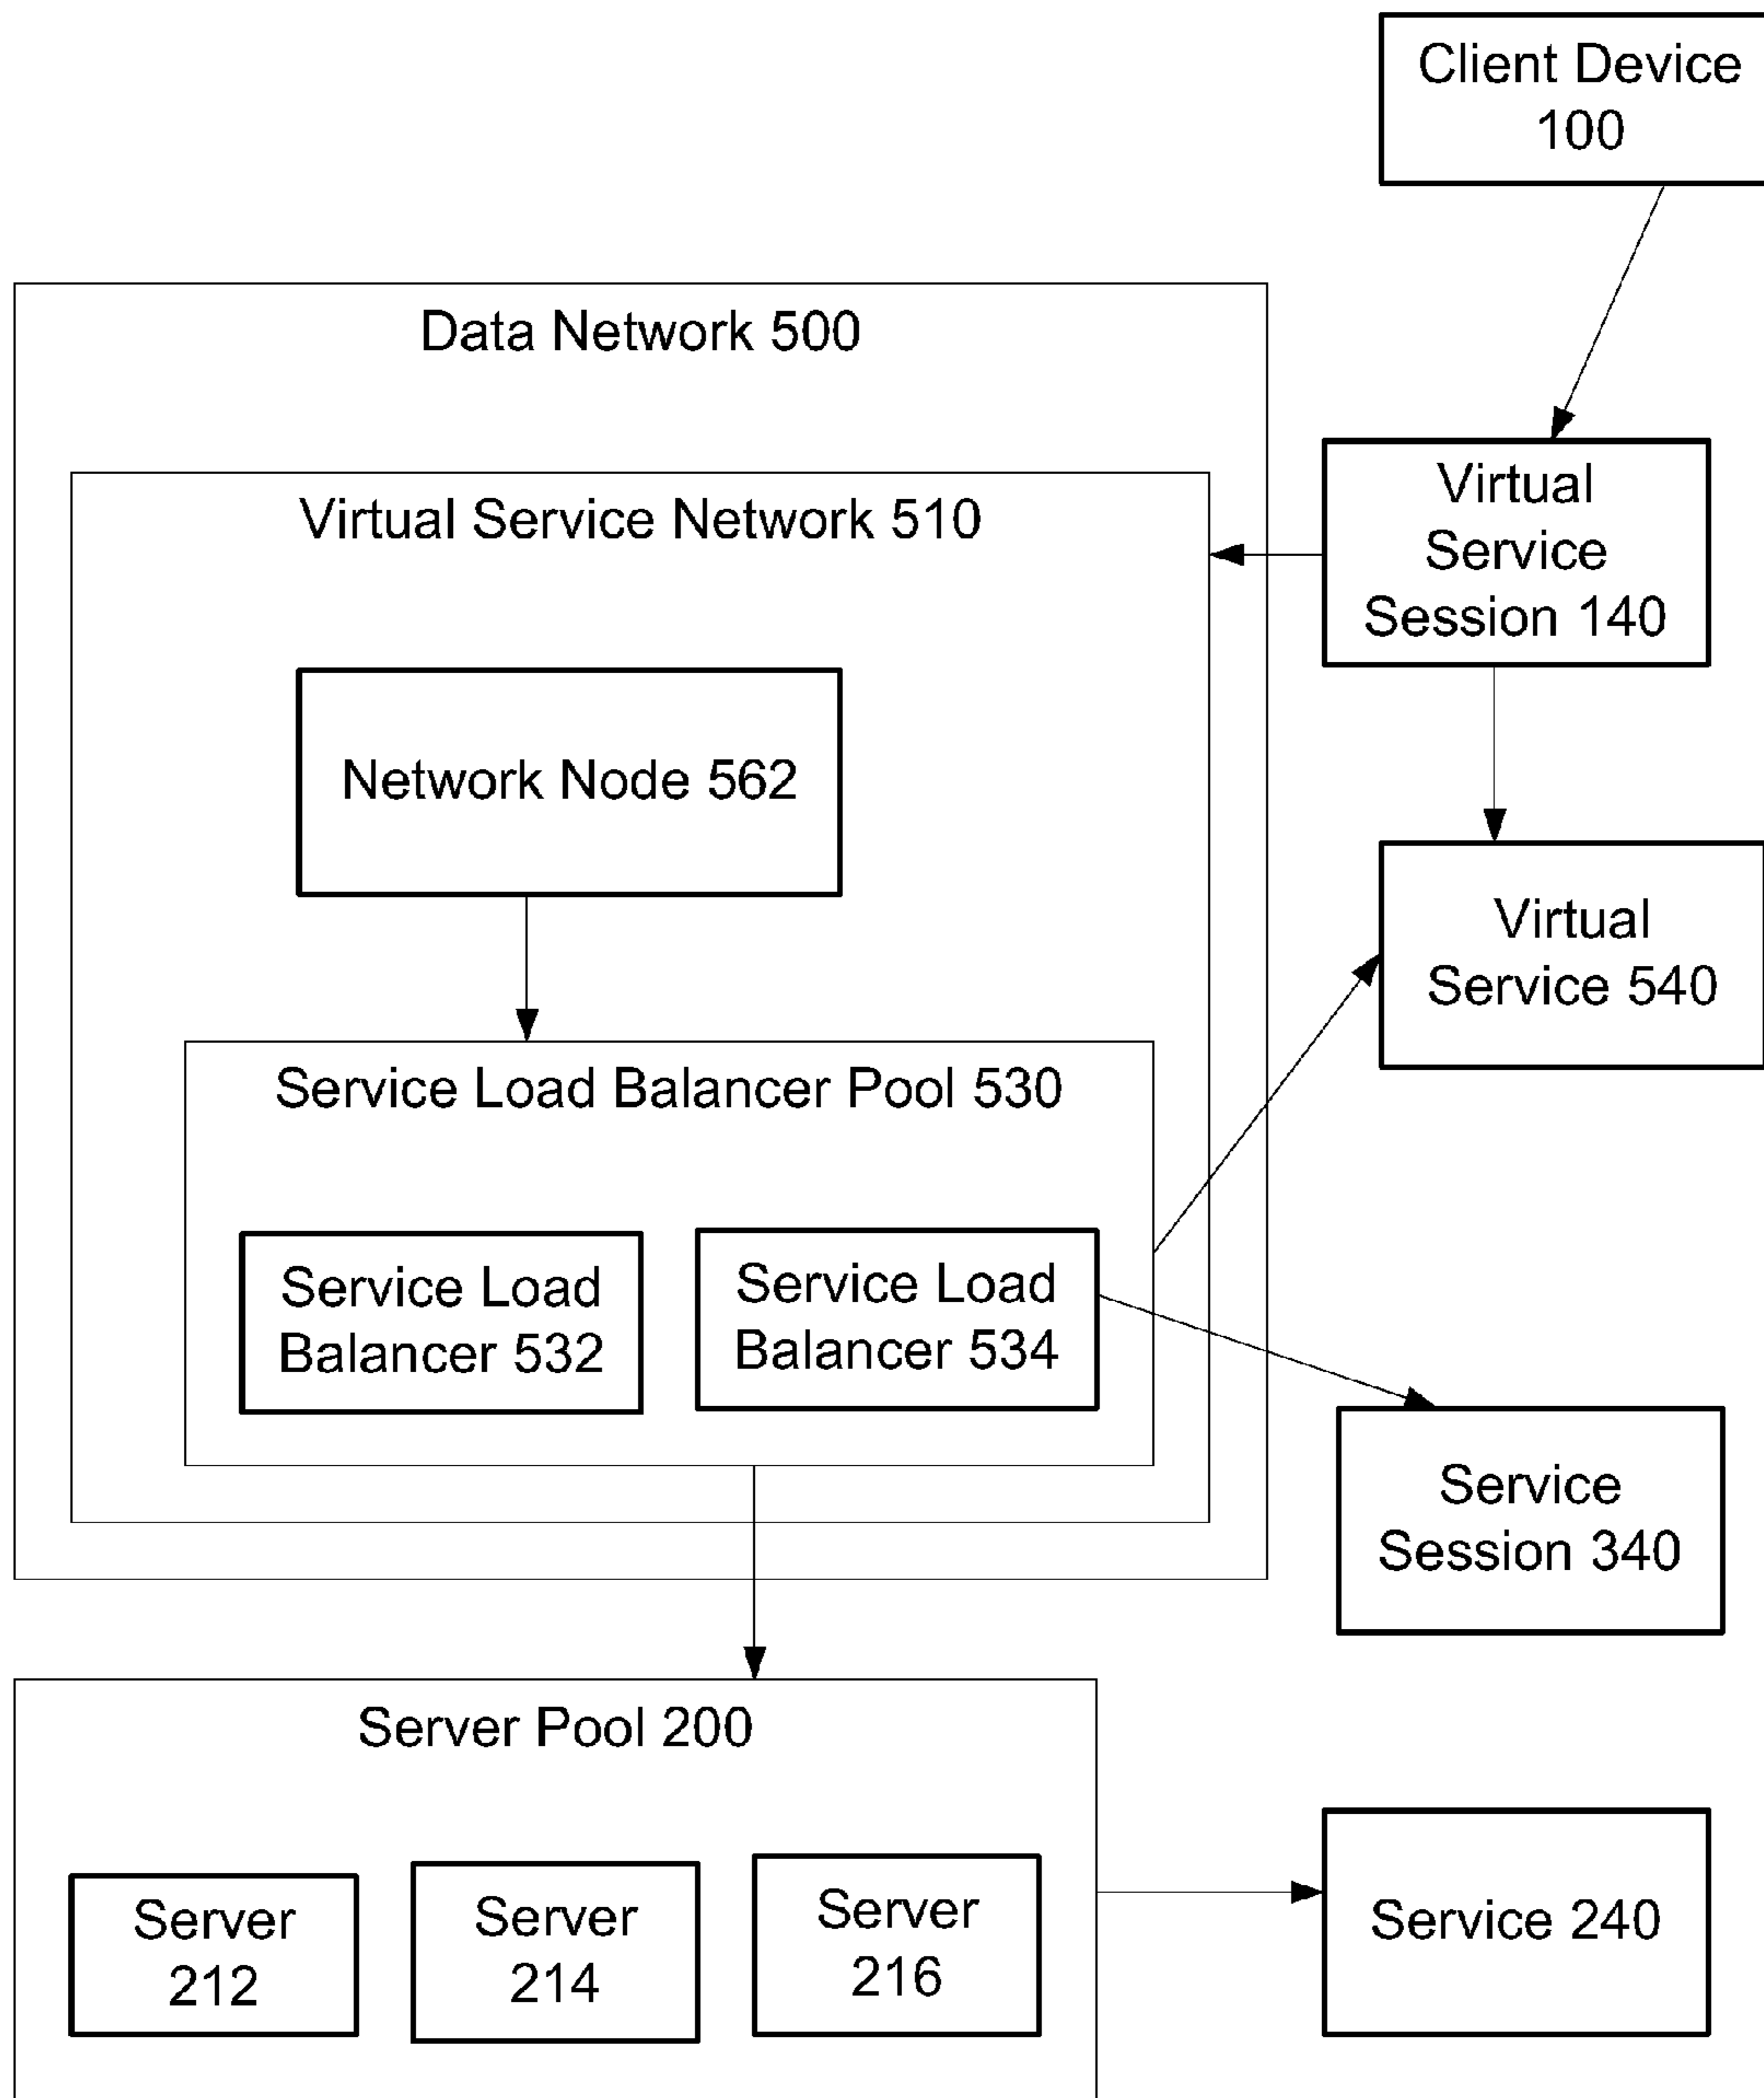 Client Device
100
Data Network 500
Virtual Service Network 510
Virtual
Service
Session 140
Network Node 562
Virtual
Service 540
Service Load Balancer Pool 530
Service Load
Balancer 532
Service Load
Balancer 534
Service
Session 340
Server Pool 200
Server
212
Server
214
Server
216
Service 240